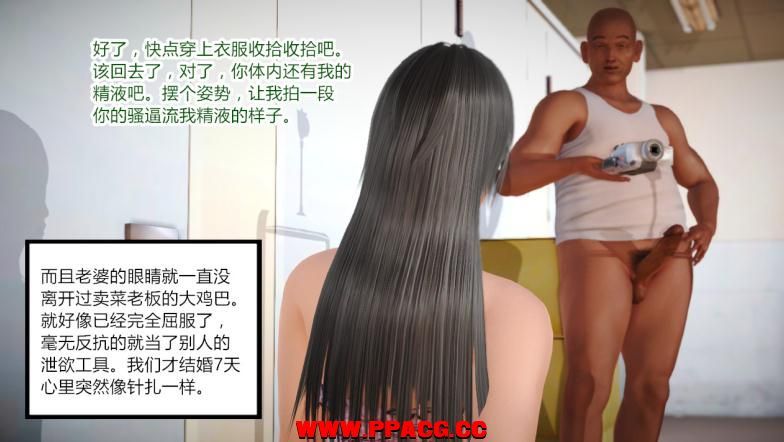 好了，快点穿上衣服收拾收拾吧。
该回去了，对了，你体内还有我的
精液吧。摆个姿势，让我拍一段
你的骚逼流我精液的样子。
而且老婆的眼睛就一直没
离开过卖菜老板的大鸡巴。
就好像已经完全屈服了，
毫无反抗的就当了别人的
泄欲工具。我们才结婚7天
心里突然像针扎一样。
WWW.PPACG.CC